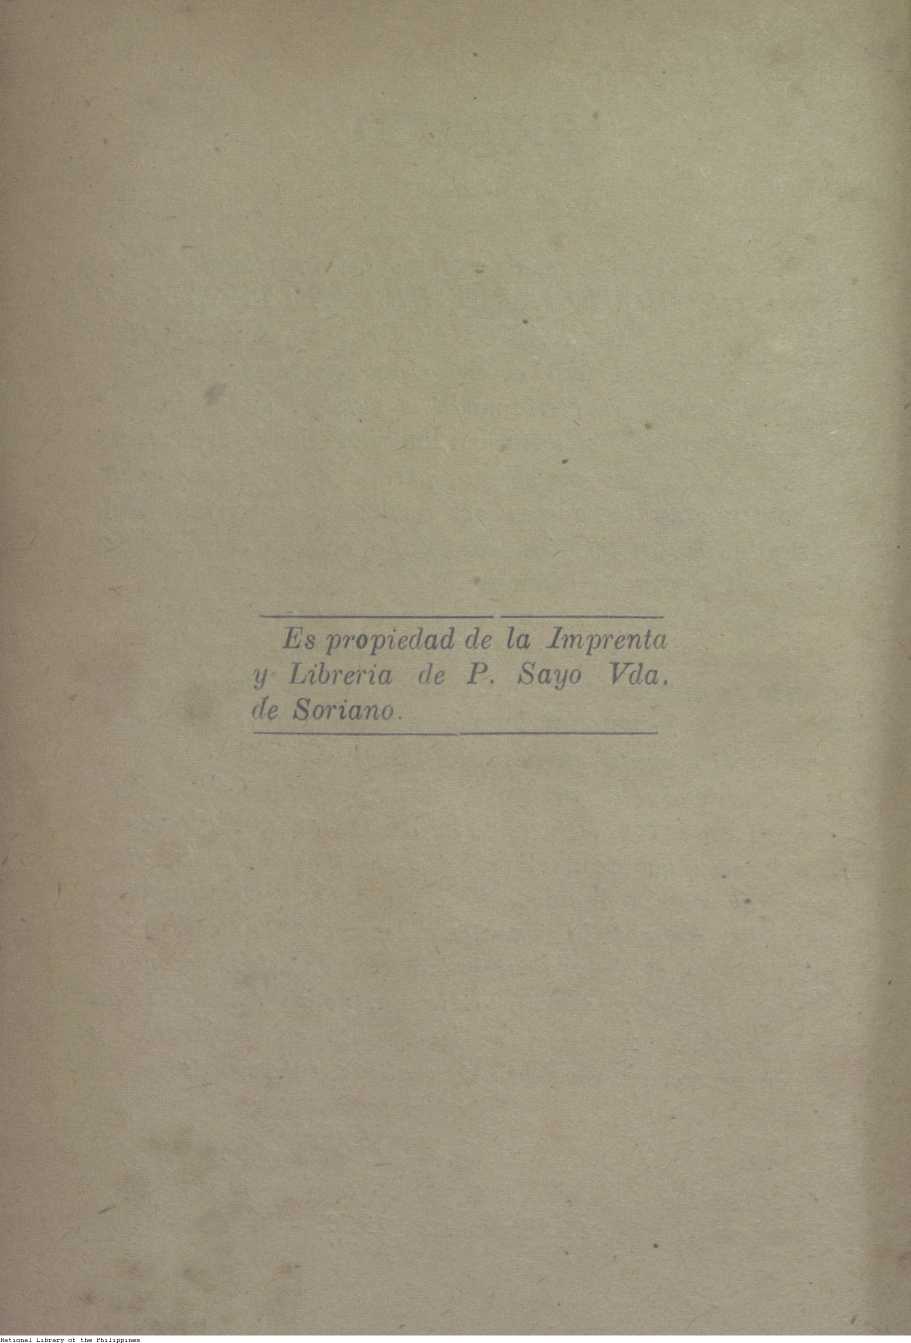 Es propiedad de la Imprenta
y Libreria de P. Sayo Vda.
de Soriano.
National Library of the Philippines